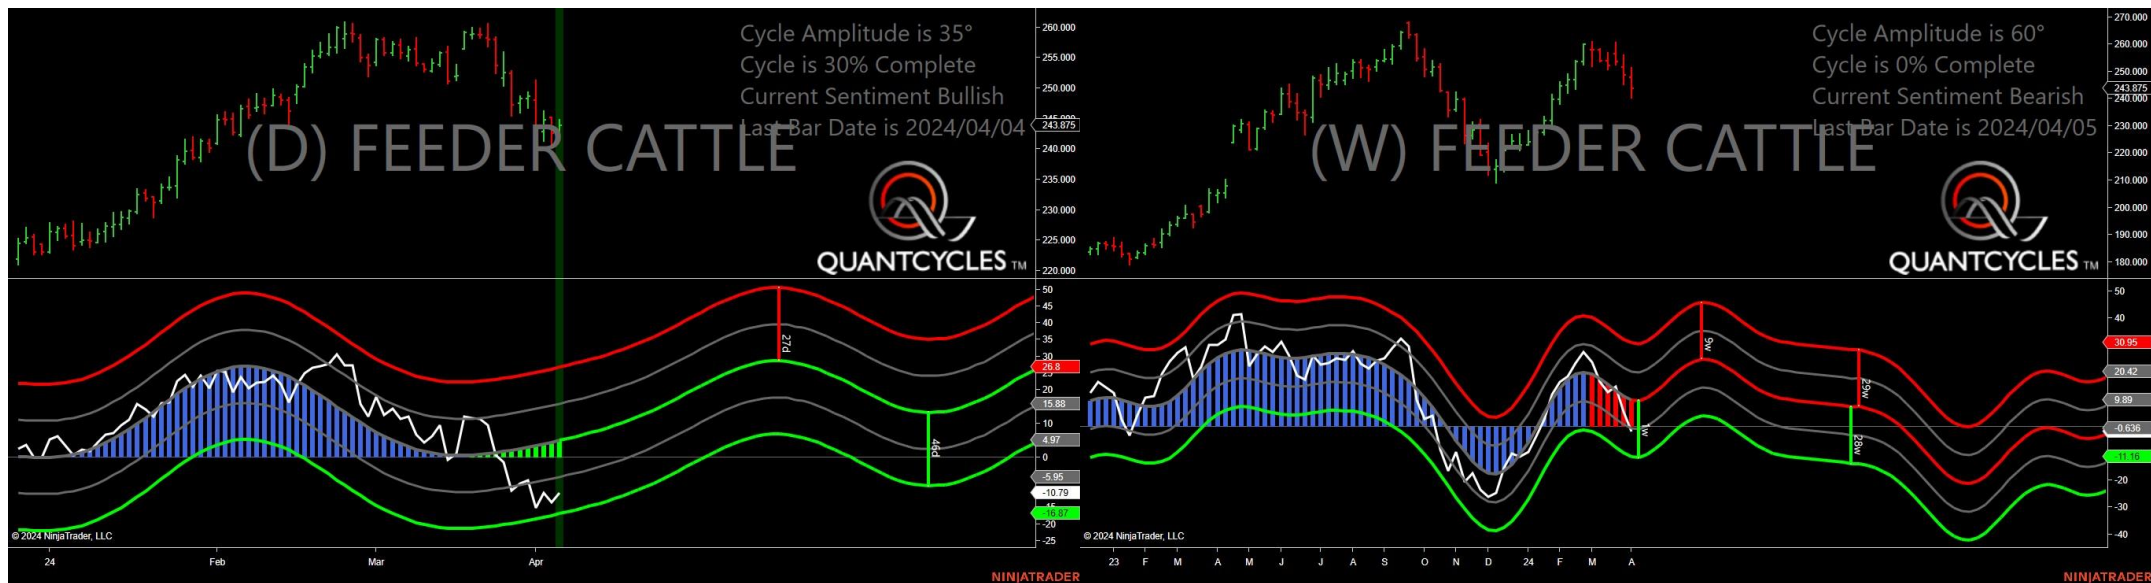 Cycle Amplitude is 35°
Cycle is 30% Complete
Current Sentiment Bullish
Last Bar Date is 2024/04/04
(D) FEEDER CATTLE
QUANTCYCLES TM
260.000
255.000
250.000
245.000
243.875
240.000
235.000
230.000
225.000
220.000
50
45
40
35
30
26.8
25
20
15.88
10
4.97
0
-5.95
-10.79
-15
-16.87
-20
-25
27d
46d
© 2024 NinjaTrader, LLC
24
Feb
Mar
Apr
NINJATRADER
Cycle Amplitude is 60°
Cycle is 0% Complete
Current Sentiment Bearish
Last Bar Date is 2024/04/05
(W) FEEDER CATTLE
QUANTCYCLES TM
270.000
260.000
250.000
243.875
240.000
230.000
220.000
210.000
200.000
190.000
180.000
50
40
30.95
20.42
9.89
-0.636
-11.16
-20
-30
-40
9w
29w
1w
28w
© 2024 NinjaTrader, LLC
23 F M A M J J A S O N D 24 F M A
NINJATRADER